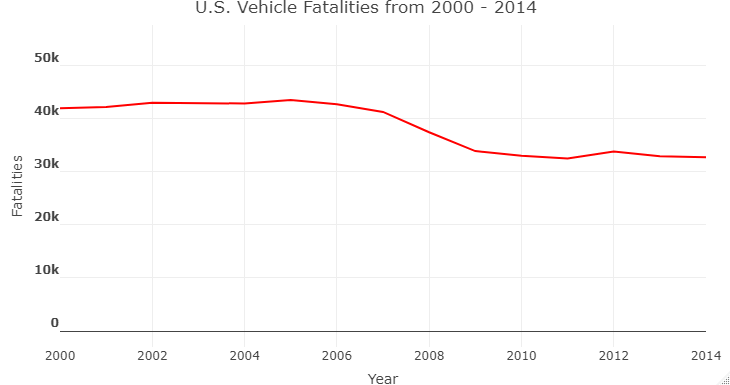 U.S. Vehicle Fatalities from 2000 - 2014
50k
40k
30k
20k
10k
0
Fatalities
2000 2002 2004 2006 2008 2010 2012 2014
Year